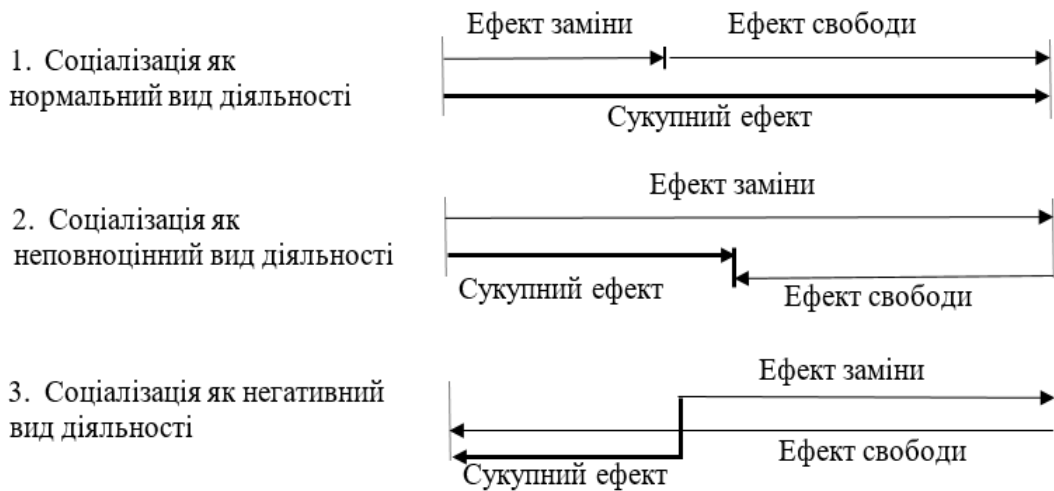 Ефект заміни
Ефект свободи
1. Соціалізація як
нормальний вид діяльності
Сукупний ефект
Ефект заміни
2. Соціалізація як
неповноцінний вид діяльності
Сукупний ефект
Ефект свободи
Ефект заміни
3. Соціалізація як негативний
вид діяльності
Ефект свободи
Сукупний ефект